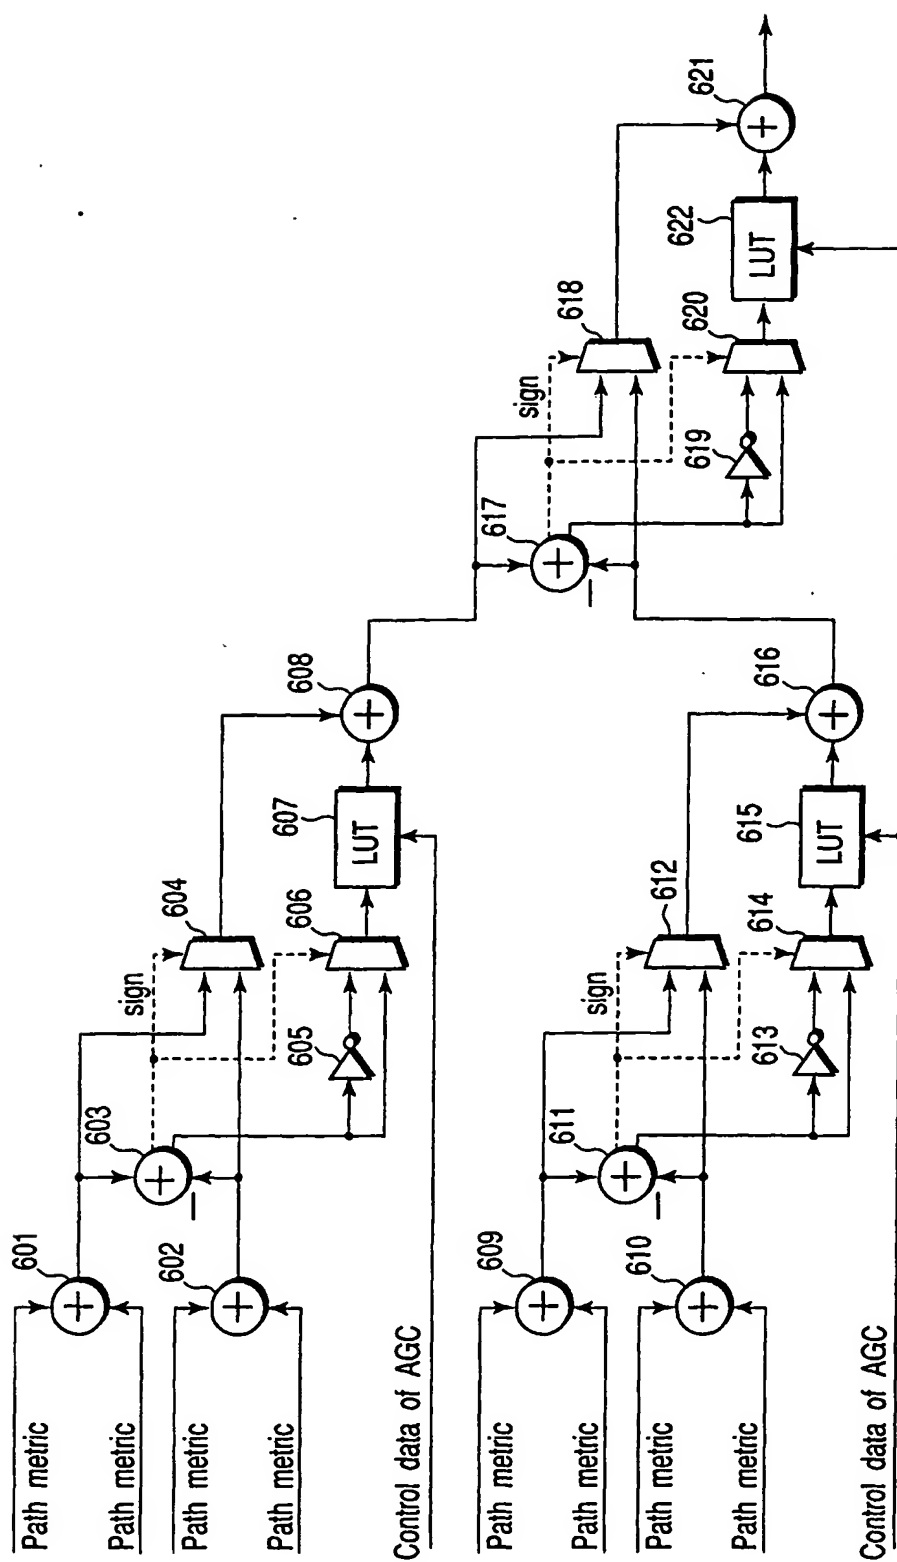 Path metric
Path metric
Path metric
Path metric
Control data of AGC
601
602
603
sign
604
605
606
607
LUT
608
Path metric
Path metric
Path metric
Path metric
Control data of AGC
609
610
611
sign
612
613
614
615
LUT
616
617
sign
618
619
620
622
LUT
621